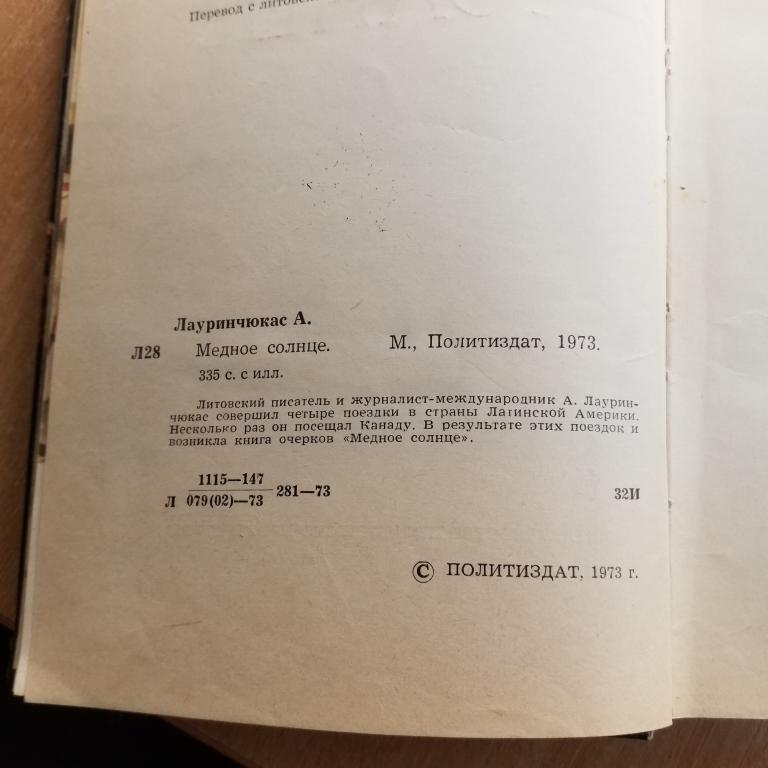 Перевод с
Лауринчюкас А.
Л28 Медное солнце. М., Политиздат, 1973.
335 с. с илл.
Литовский писатель и журналист-международник А. Лаурин-
чюкас совершил четыре поездки в страны Латинской Америки.
Несколько раз он посещал Канаду. В результате этих поездок и
возникла книга очерков «Медное солнце».
1115—147
Л 079(02)—73 281—73 32И
© ПОЛИТИЗДАТ, 1973 г.